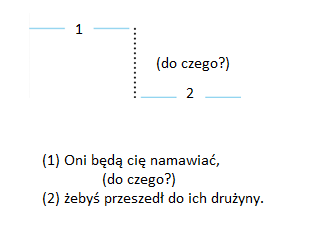 1
(do czego?)
2
(1) Oni będą cię namawiać,
(do czego?)
(2) żebyś przeszedł do ich drużyny.